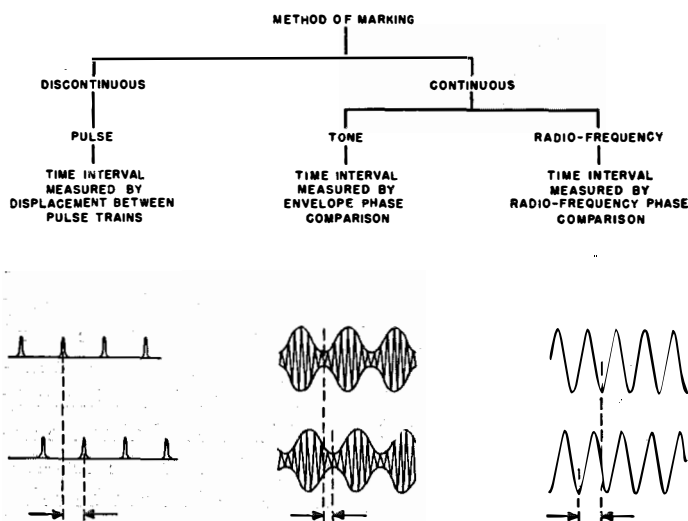 METHOD OF MARKING
DISCONTINUOUS
CONTINUOUS
PULSE
TONE
RADIO-FREQUENCY
TIME INTERVAL
MEASURED BY
DISPLACEMENT BETWEEN
PULSE TRAINS
TIME INTERVAL
MEASURED BY
ENVELOPE PHASE
COMPARISON
TIME INTERVAL
MEASURED BY
RADIO-FREQUENCY PHASE
COMPARISON